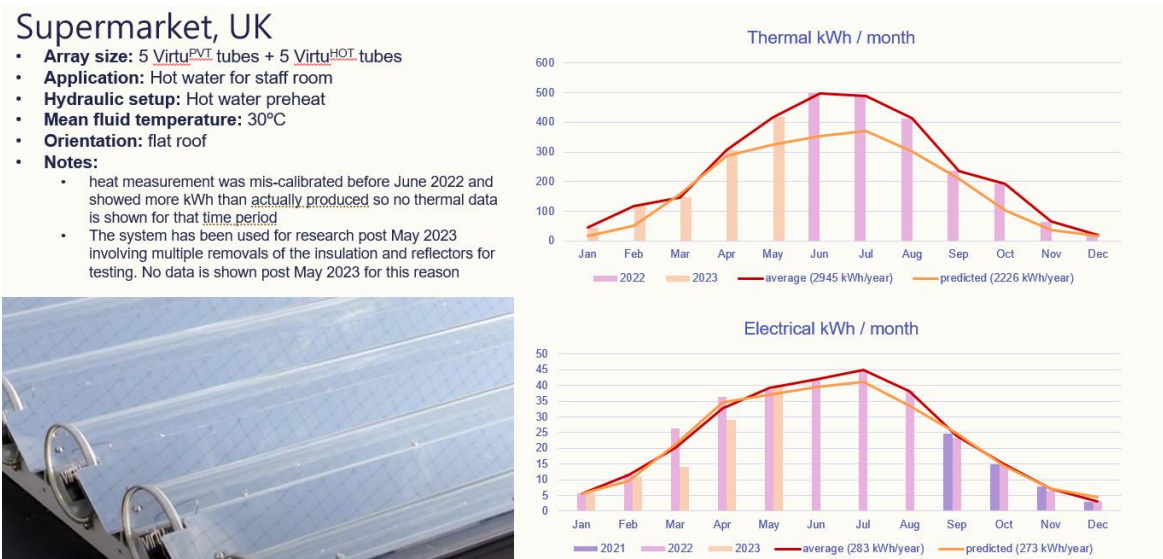 Supermarket, UK
• Array size: 5 VirtuPVT tubes + 5 VirtuHOT tubes
• Application: Hot water for staff room
• Hydraulic setup: Hot water preheat
• Mean fluid temperature: 30ºC
• Orientation: flat roof
• Notes:
• heat measurement was mis-calibrated before June 2022 and
showed more kWh than actually produced so no thermal data
is shown for that time period
• The system has been used for research post May 2023
involving multiple removals of the insulation and reflectors for
testing. No data is shown post May 2023 for this reason
Thermal kWh / month
600
500
400
300
200
100
0
Jan Feb Mar Apr May Jun Jul Aug Sep Oct Nov Dec
2022 2023 average (2945 kWh/year) predicted (2226 kWh/year)
Electrical kWh / month
50
45
40
35
30
25
20
15
10
5
0
Jan Feb Mar Apr May Jun Jul Aug Sep Oct Nov Dec
2021 2022 2023 average (283 kWh/year) predicted (273 kWh/year)